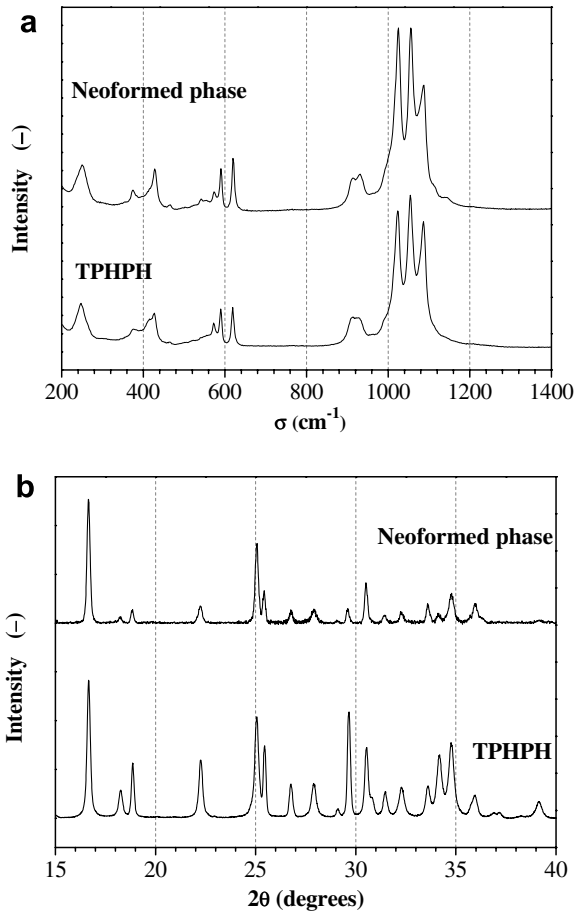 a
Neoformed phase
TPHPH
Intensity (–)
200 400 600 800 1000 1200 1400
σ (cm-1)
b
Neoformed phase
TPHPH
Intensity (–)
15 20 25 30 35 40
2θ (degrees)